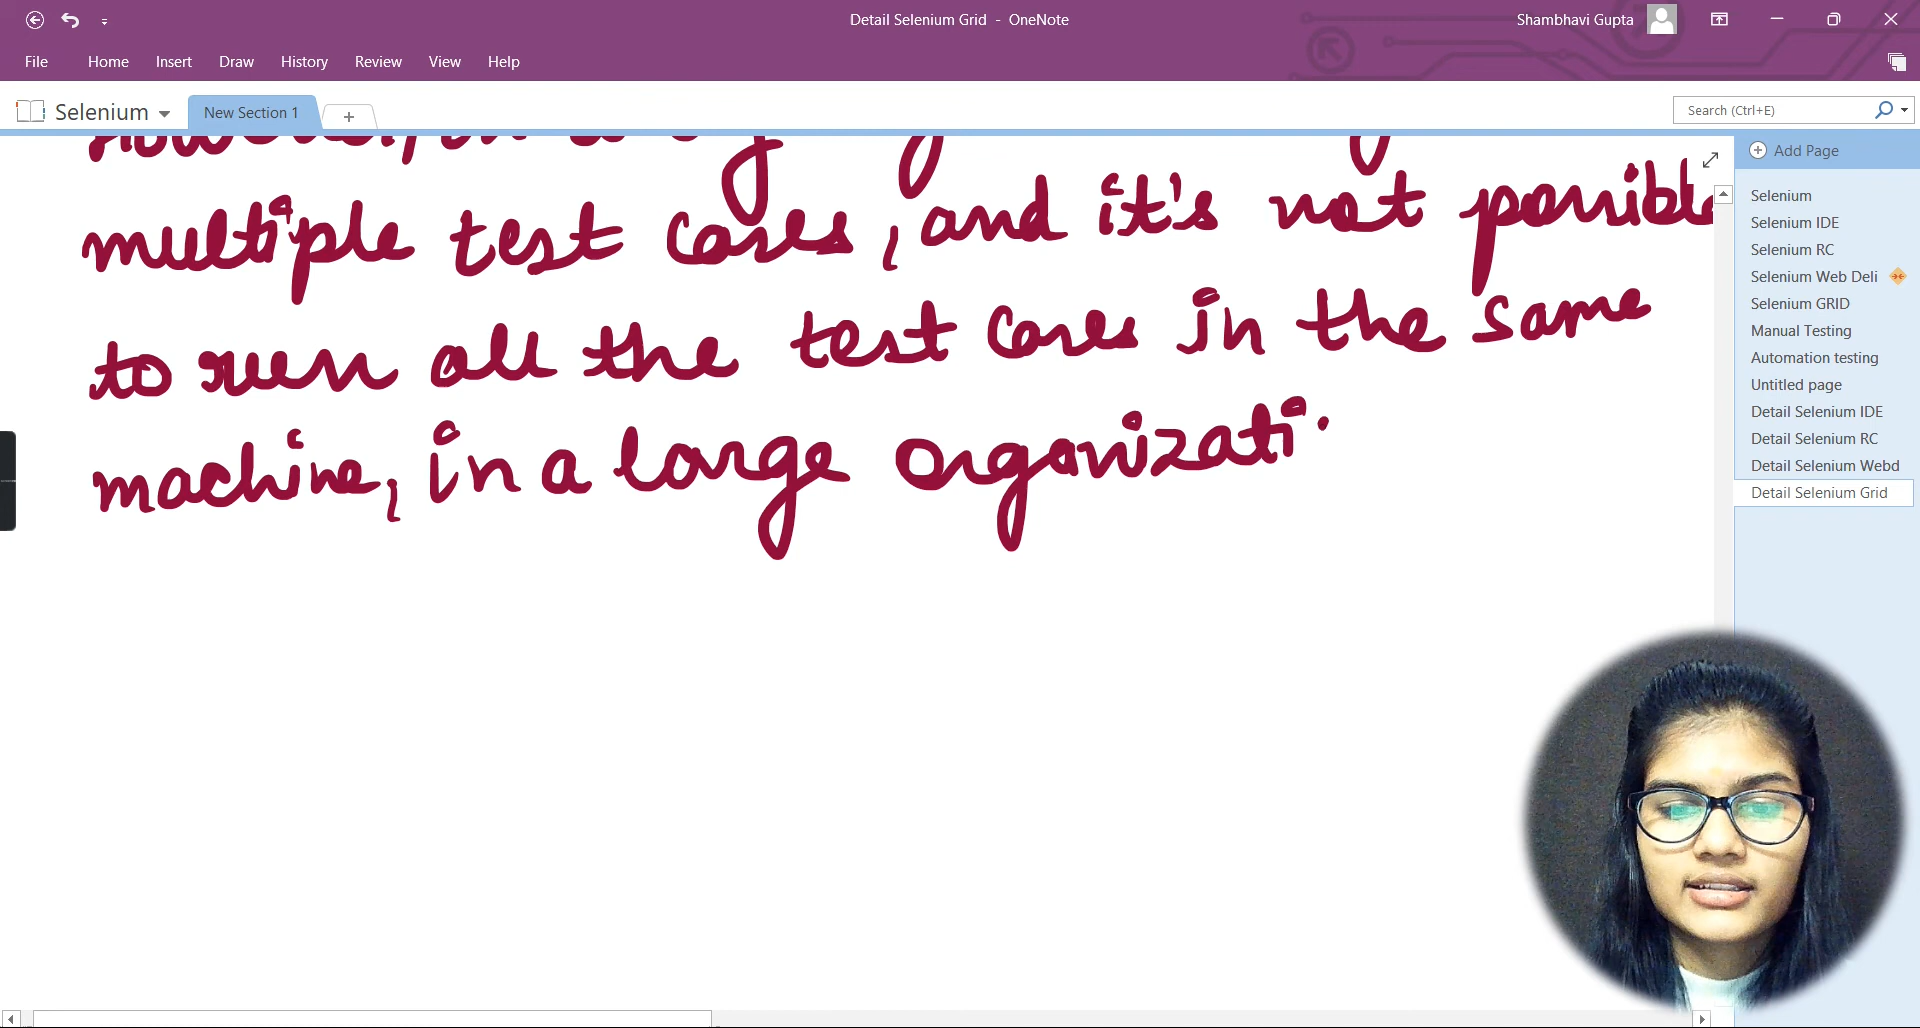 Detail Selenium Grid - OneNote
Shambhavi Gupta
File Home Insert Draw History Review View Help
Selenium
New Section 1
+
Search (Ctrl+E)
Add Page
multiple test cases, and it's not possible
to run all the test cases in the same
machine, in a large organizati
Selenium
Selenium IDE
Selenium RC
Selenium Web Deli
Selenium GRID
Manual Testing
Automation testing
Untitled page
Detail Selenium IDE
Detail Selenium RC
Detail Selenium Webd
Detail Selenium Grid